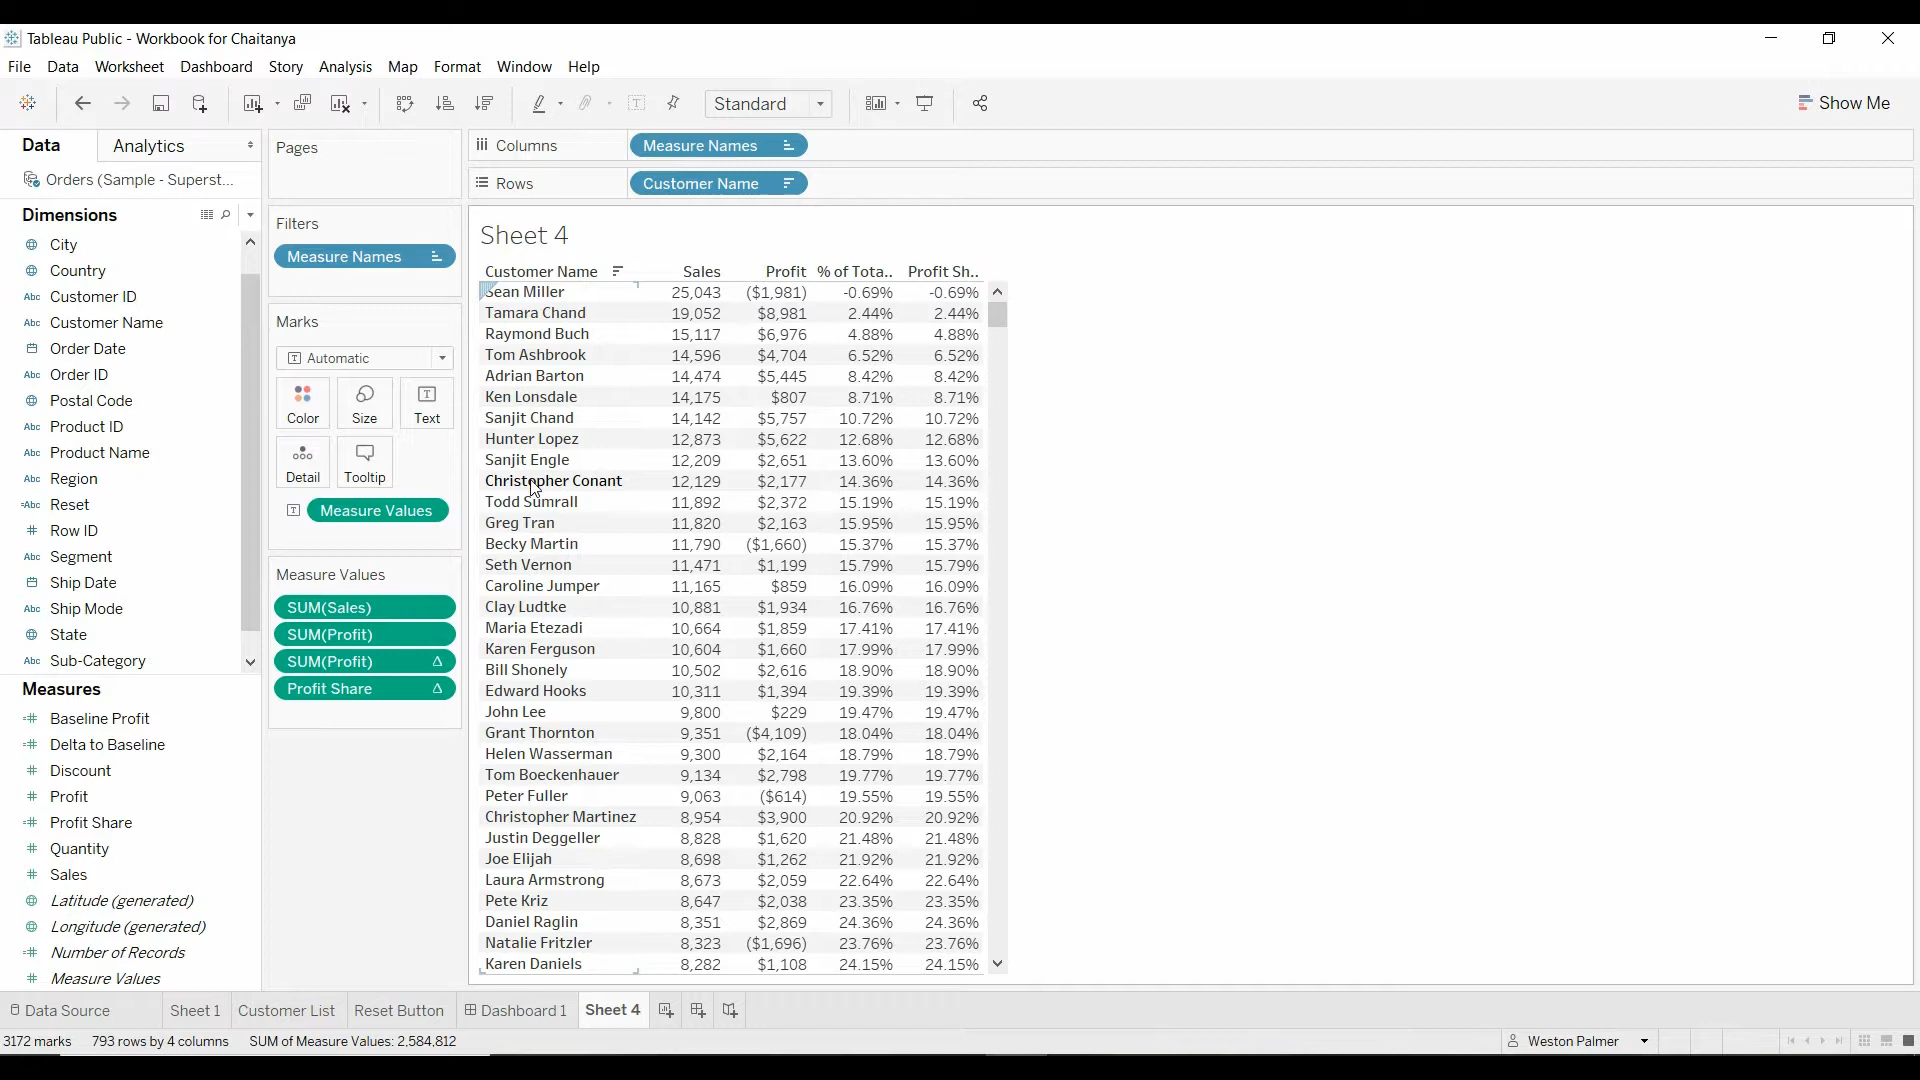 Tableau Public - Workbook for Chaitanya
File Data Worksheet Dashboard Story Analysis Map Format Window Help
Standard
Show Me
Data Analytics
Orders (Sample - Superst...
Dimensions
City
Country
Abc Customer ID
Abc Customer Name
Order Date
Abc Order ID
Postal Code
Abc Product ID
Abc Product Name
Abc Region
=Abc Reset
# Row ID
Abc Segment
Ship Date
Abc Ship Mode
State
Abc Sub-Category
Measures
=# Baseline Profit
=# Delta to Baseline
# Discount
# Profit
=# Profit Share
# Quantity
# Sales
Latitude (generated)
Longitude (generated)
=# Number of Records
# Measure Values
Pages
Filters
Measure Names
Marks
T Automatic
Color Size Text
Detail Tooltip
T Measure Values
Measure Values
SUM(Sales)
SUM(Profit)
SUM(Profit) Δ
Profit Share Δ
Columns Measure Names
Rows Customer Name
Sheet 4
Customer Name Sales Profit % of Tota.. Profit Sh..
Sean Miller 25,043 ($1,981) -0.69% -0.69%
Tamara Chand 19,052 $8,981 2.44% 2.44%
Raymond Buch 15,117 $6,976 4.88% 4.88%
Tom Ashbrook 14,596 $4,704 6.52% 6.52%
Adrian Barton 14,474 $5,445 8.42% 8.42%
Ken Lonsdale 14,175 $807 8.71% 8.71%
Sanjit Chand 14,142 $5,757 10.72% 10.72%
Hunter Lopez 12,873 $5,622 12.68% 12.68%
Sanjit Engle 12,209 $2,651 13.60% 13.60%
Christopher Conant 12,129 $2,177 14.36% 14.36%
Todd Sumrall 11,892 $2,372 15.19% 15.19%
Greg Tran 11,820 $2,163 15.95% 15.95%
Becky Martin 11,790 ($1,660) 15.37% 15.37%
Seth Vernon 11,471 $1,199 15.79% 15.79%
Caroline Jumper 11,165 $859 16.09% 16.09%
Clay Ludtke 10,881 $1,934 16.76% 16.76%
Maria Etezadi 10,664 $1,859 17.41% 17.41%
Karen Ferguson 10,604 $1,660 17.99% 17.99%
Bill Shonely 10,502 $2,616 18.90% 18.90%
Edward Hooks 10,311 $1,394 19.39% 19.39%
John Lee 9,800 $229 19.47% 19.47%
Grant Thornton 9,351 ($4,109) 18.04% 18.04%
Helen Wasserman 9,300 $2,164 18.79% 18.79%
Tom Boeckenhauer 9,134 $2,798 19.77% 19.77%
Peter Fuller 9,063 ($614) 19.55% 19.55%
Christopher Martinez 8,954 $3,900 20.92% 20.92%
Justin Deggeller 8,828 $1,620 21.48% 21.48%
Joe Elijah 8,698 $1,262 21.92% 21.92%
Laura Armstrong 8,673 $2,059 22.64% 22.64%
Pete Kriz 8,647 $2,038 23.35% 23.35%
Daniel Raglin 8,351 $2,869 24.36% 24.36%
Natalie Fritzler 8,323 ($1,696) 23.76% 23.76%
Karen Daniels 8,282 $1,108 24.15% 24.15%
Data Source Sheet 1 Customer List Reset Button Dashboard 1 Sheet 4
3172 marks 793 rows by 4 columns SUM of Measure Values: 2,584,812 Weston Palmer